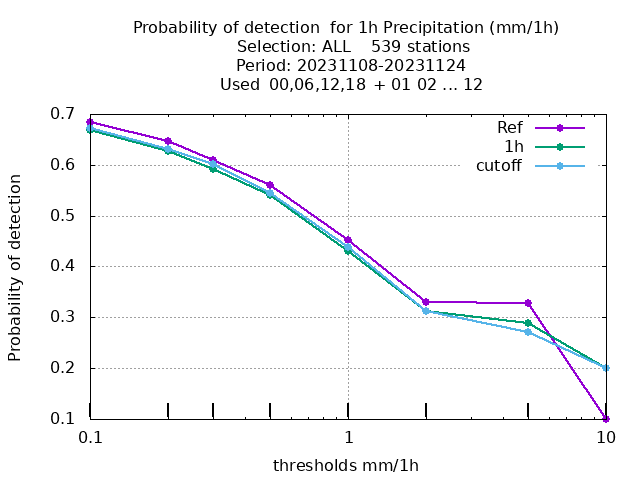 Probability of detection  for 1h Precipitation (mm/1h)
Selection: ALL    539 stations
Period: 20231108-20231124
Used  00,06,12,18  + 01 02 ... 12
Probability of detection
0.7
0.6
0.5
0.4
0.3
0.2
0.1
Ref
1h
cutoff
0.1
1
10
thresholds mm/1h